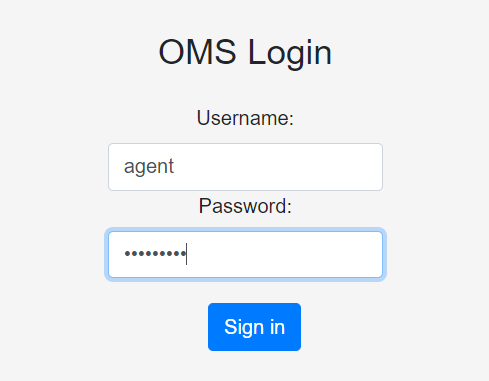 OMS Login
Username:
agent
Password:
•••••••••
Sign in